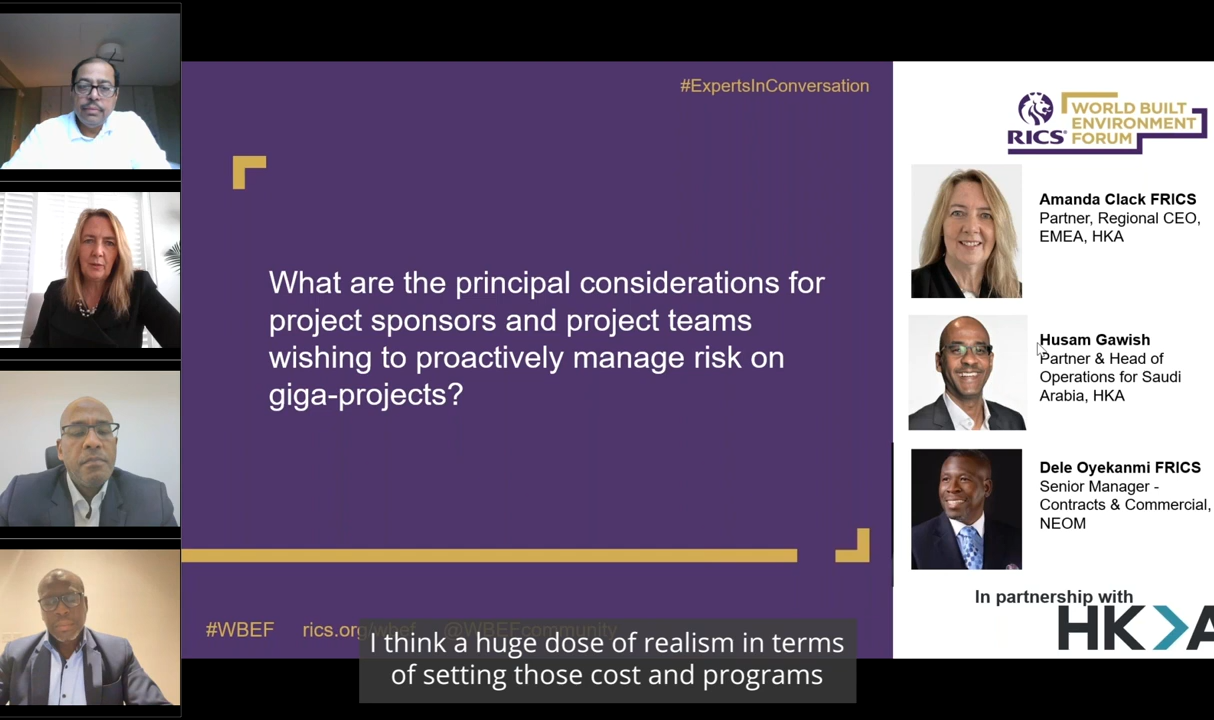 #ExpertsInConversation
What are the principal considerations for
project sponsors and project teams
wishing to proactively manage risk on
giga-projects?
#WBEF rics.org/wbef @WBEFcommunity
I think a huge dose of realism in terms
of setting those cost and programs
RICS
WORLD BUILT
ENVIRONMENT
FORUM
Amanda Clack FRICS
Partner, Regional CEO,
EMEA, HKA
Husam Gawish
Partner & Head of
Operations for Saudi
Arabia, HKA
Dele Oyekanmi FRICS
Senior Manager -
Contracts & Commercial,
NEOM
In partnership with
HKA